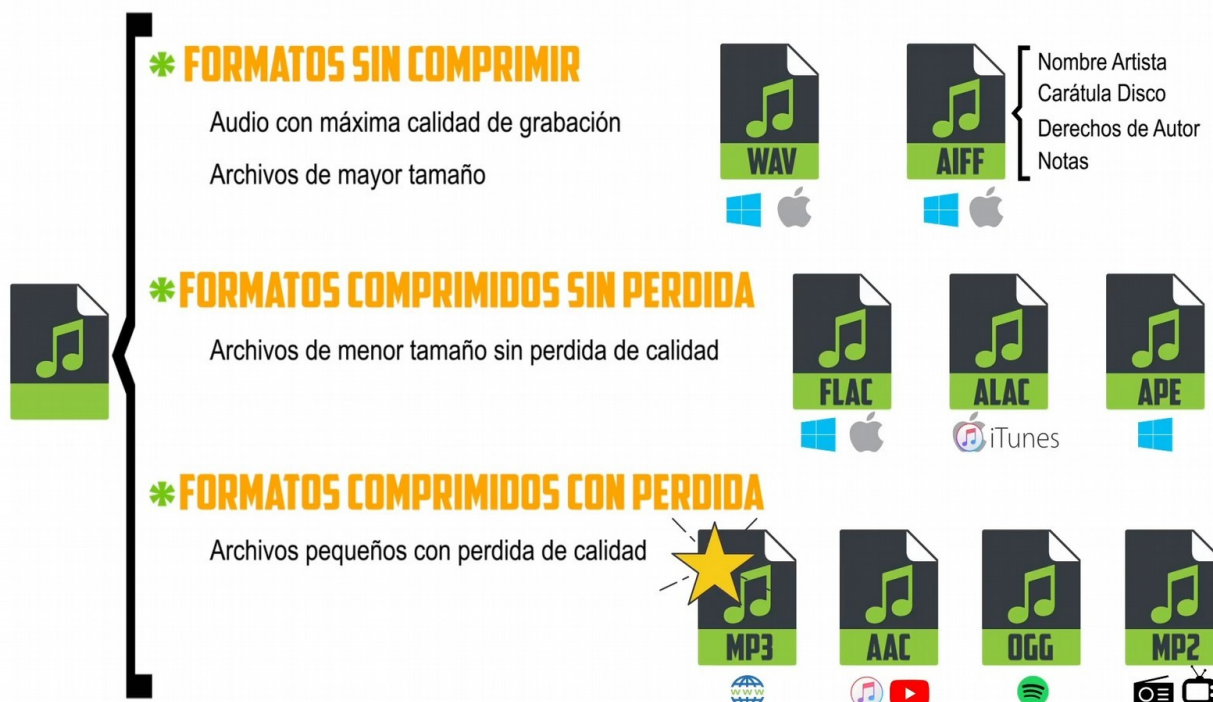 * FORMATOS SIN COMPRIMIR
Audio con máxima calidad de grabación
Archivos de mayor tamaño
WAV
AIFF
Nombre Artista
Carátula Disco
Derechos de Autor
Notas
* FORMATOS COMPRIMIDOS SIN PERDIDA
Archivos de menor tamaño sin perdida de calidad
FLAC
ALAC
APE
iTunes
* FORMATOS COMPRIMIDOS CON PERDIDA
Archivos pequeños con perdida de calidad
MP3
AAC
OGG
MP2
WWW